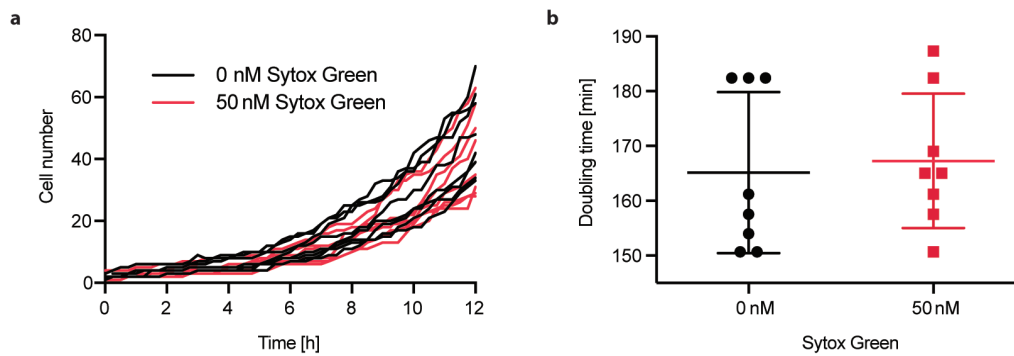 a
80
60
40
20
0
Cell number
0 nM Sytox Green
50 nM Sytox Green
0 2 4 6 8 10 12
Time [h]
b
190
180
170
160
150
Doubling time [min]
0 nM 50 nM
Sytox Green